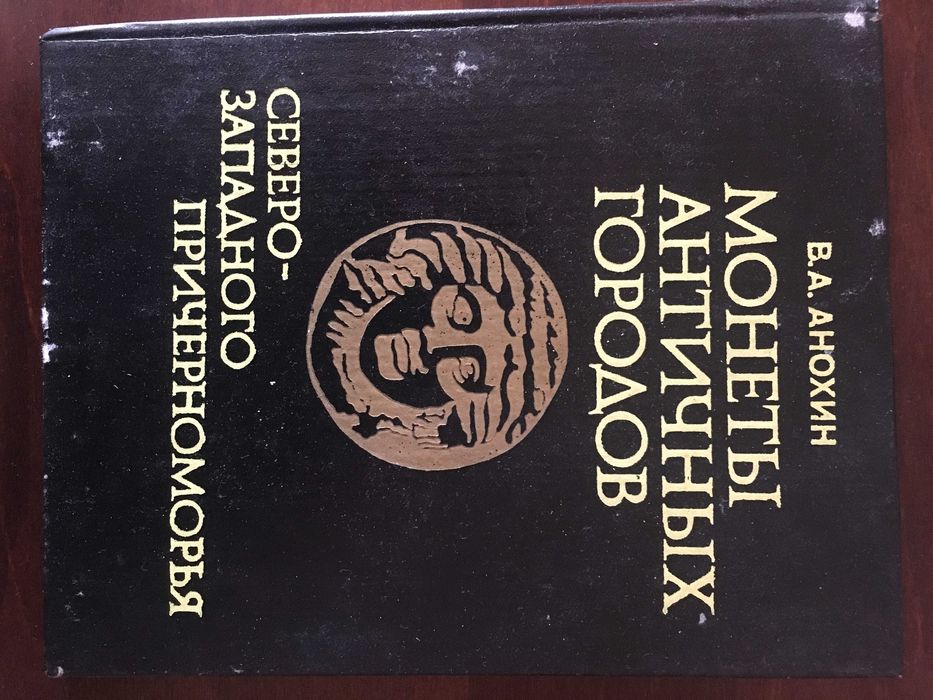 В.А. АНОХИН
МОНЕТЫ
АНТИЧНЫХ
ГОРОДОВ
СЕВЕРО-
ЗАПАДНОГО
ПРИЧЕРНОМОРЬЯ